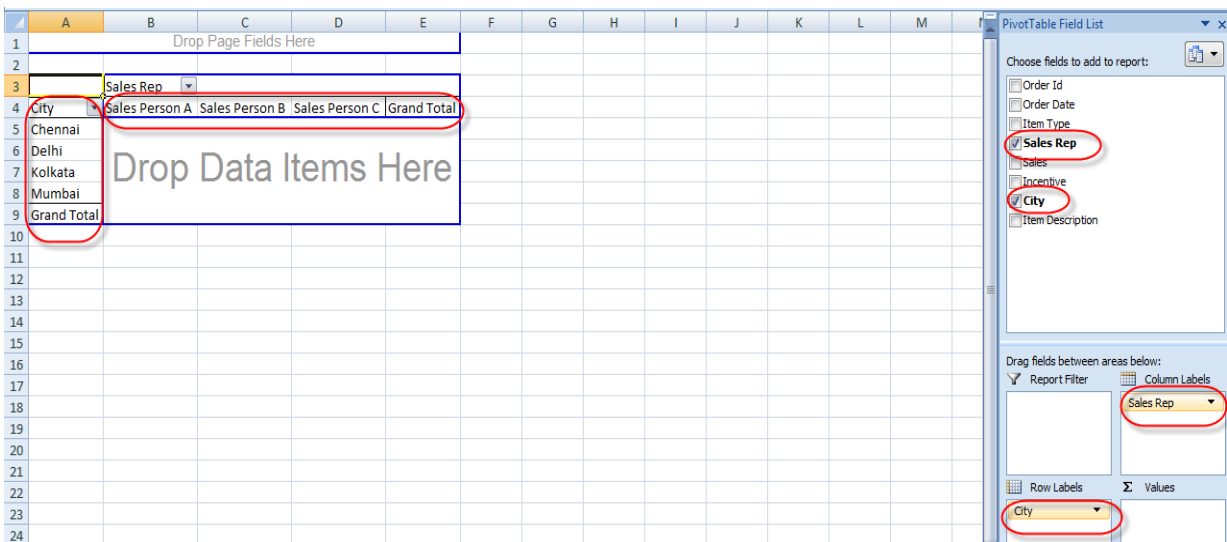 A B C D E F G H I J K L M N
PivotTable Field List
1 Drop Page Fields Here
2
3 Sales Rep
4 City Sales Person A Sales Person B Sales Person C Grand Total
5 Chennai
6 Delhi
7 Kolkata
8 Mumbai
9 Grand Total
Drop Data Items Here
10
11
12
13
14
15
16
17
18
19
20
21
22
23
24
Choose fields to add to report:
Order Id
Order Date
Item Type
Sales Rep
Sales
Incentive
City
Item Description
Drag fields between areas below:
Report Filter
Column Labels
Sales Rep
Row Labels
Σ Values
City